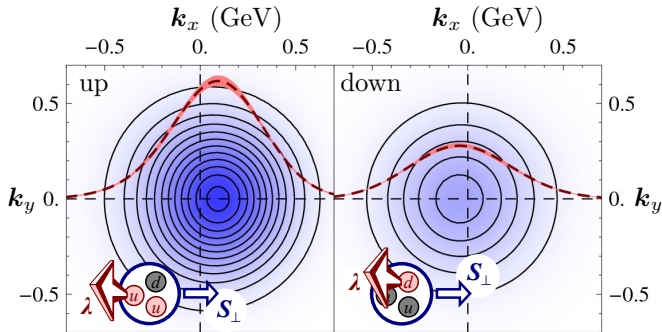 k_x (GeV) k_x (GeV)
−0.5 0. 0.5 −0.5 0. 0.5
up down
0.5 0.5
k_y 0. 0. k_y
−0.5 −0.5
λ u d u S⊥
λ d u S⊥